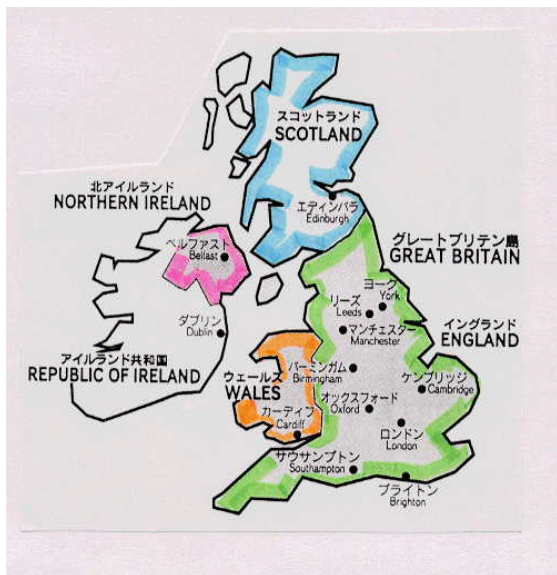 スコットランド
SCOTLAND
北アイルランド
NORTHERN IRELAND
エディンバラ
Edinburgh
ベルファスト
Belfast
グレートブリテン島
GREAT BRITAIN
ヨーク
York
リーズ
Leeds
マンチェスター
Manchester
イングランド
ENGLAND
ダブリン
Dublin
アイルランド共和国
REPUBLIC OF IRELAND
ウェールズ
WALES
バーミンガム
Birmingham
ケンブリッジ
Cambridge
オックスフォード
Oxford
カーディフ
Cardiff
ロンドン
London
サウサンプトン
Southampton
ブライトン
Brighton